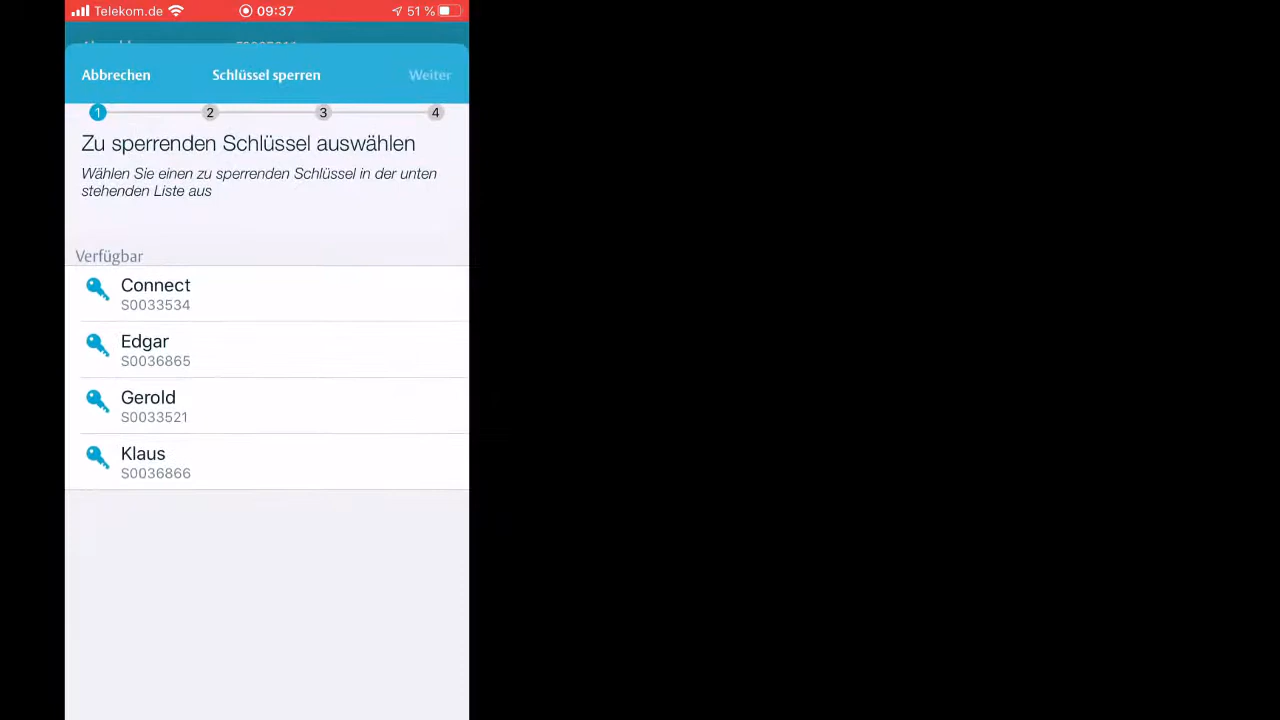 Telekom.de 09:37 51 %
Abbrechen Schlüssel sperren Weiter
1 2 3 4
Zu sperrenden Schlüssel auswählen
Wählen Sie einen zu sperrenden Schlüssel in der unten
stehenden Liste aus
Verfügbar
Connect
S0033534
Edgar
S0036865
Gerold
S0033521
Klaus
S0036866